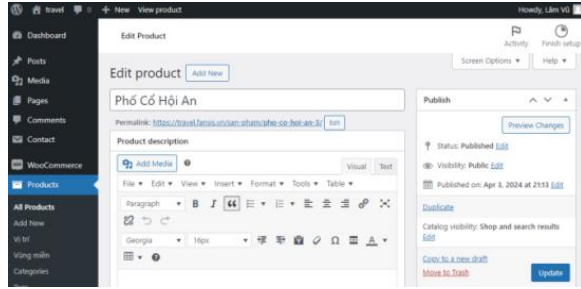 travel 0 + New View product Howdy, Lâm Vũ
Dashboard
Posts
Media
Pages
Comments
Contact
WooCommerce
Products
All Products
Add New
Vị trí
Vùng miền
Categories
Edit Product
Activity
Finish setup
Screen Options ▼ Help ▼
Edit product Add New
Phố Cổ Hội An
Permalink: https://travel.fansis.vn/san-pham/pho-co-hoi-an-3/ Edit
Product description
Add Media
Visual Text
File ▼ Edit ▼ View ▼ Insert ▼ Format ▼ Tools ▼ Table ▼
Paragraph ▼ B I
Georgia ▼ 16px ▼ Ω A ▼
Publish
Preview Changes
Status: Published Edit
Visibility: Public Edit
Published on: Apr 3, 2024 at 21:13 Edit
Duplicate
Catalog visibility: Shop and search results
Edit
Copy to a new draft
Move to Trash
Update